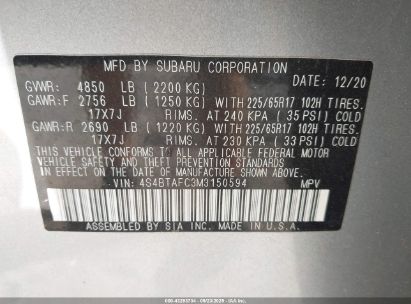 MFD BY SUBARU CORPORATION
GVWR: 4850 LB (2200 KG) DATE: 12/20
GAWR:F 2756 LB (1250 KG) WITH 225/65R17 102H TIRES.
17X7J RIMS. AT 240 KPA (35 PSI) COLD
GAWR:R 2690 LB (1220 KG) WITH 225/65R17 102H TIRES.
17X7J RIMS. AT 230 KPA (33 PSI) COLD
THIS VEHICLE CONFORMS TO ALL APPLICABLE FEDERAL MOTOR
VEHICLE SAFETY AND THEFT PREVENTION STANDARDS IN EFFECT
ON THE DATE OF MANUFACTURE SHOWN ABOVE.
VIN: 4S4BTAFC3M3150594 MPV
ASSEMBLED BY SIA INC. MADE IN U.S.A.